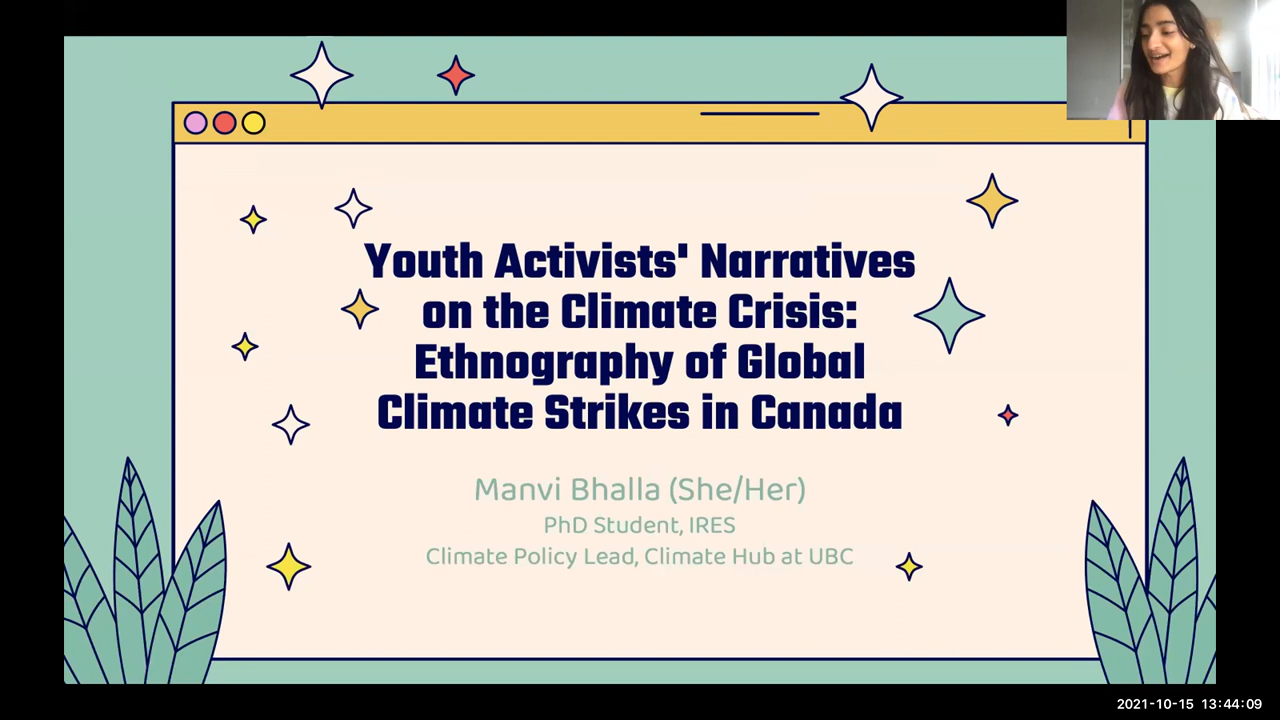 Youth Activists' Narratives
on the Climate Crisis:
Ethnography of Global
Climate Strikes in Canada
Manvi Bhalla (She/Her)
PhD Student, IRES
Climate Policy Lead, Climate Hub at UBC
2021-10-15 13:44:09